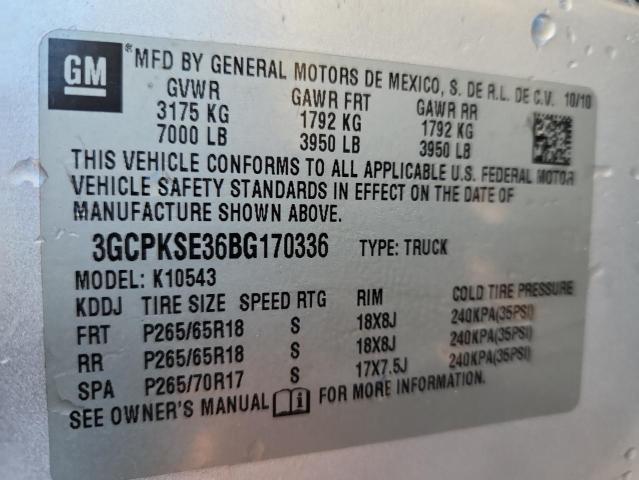 GM ® MFD BY GENERAL MOTORS DE MEXICO, S. DE R.L. DE C.V. 10/10
GVWR GAWR FRT GAWR RR
3175 KG 1792 KG 1792 KG
7000 LB 3950 LB 3950 LB
THIS VEHICLE CONFORMS TO ALL APPLICABLE U.S. FEDERAL MOTOR
VEHICLE SAFETY STANDARDS IN EFFECT ON THE DATE OF
MANUFACTURE SHOWN ABOVE.
3GCPKSE36BG170336 TYPE: TRUCK
MODEL: K10543
KDDJ TIRE SIZE SPEED RTG RIM COLD TIRE PRESSURE
FRT P265/65R18 S 18X8J 240KPA(35PSI)
RR P265/65R18 S 18X8J 240KPA(35PSI)
SPA P265/70R17 S 17X7.5J 240KPA(35PSI)
SEE OWNER'S MANUAL i FOR MORE INFORMATION.